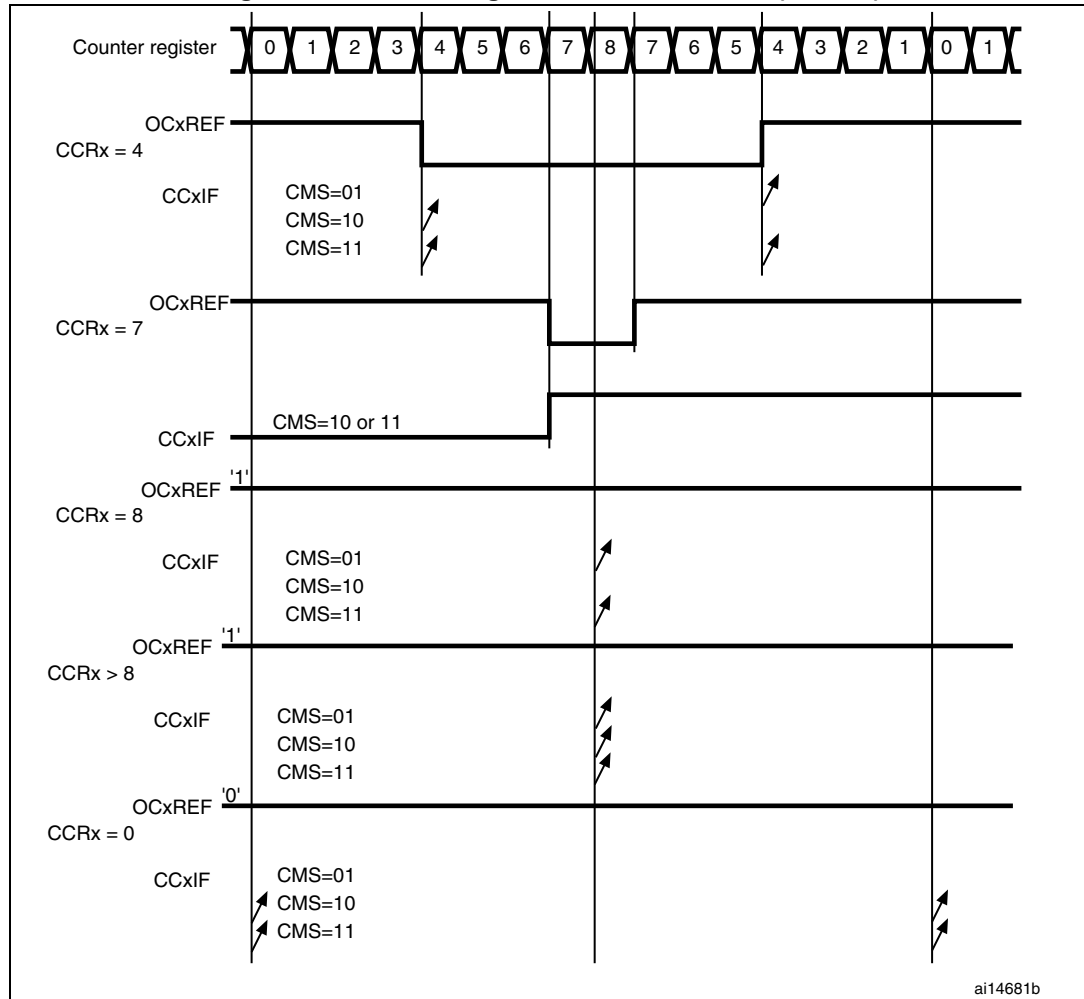 Counter register 0 1 2 3 4 5 6 7 8 7 6 5 4 3 2 1 0 1
OCxREF
CCRx = 4
CCxIF CMS=01
CMS=10
CMS=11
OCxREF
CCRx = 7
CMS=10 or 11
CCxIF
'1'
OCxREF
CCRx = 8
CCxIF CMS=01
CMS=10
CMS=11
'1'
OCxREF
CCRx > 8
CCxIF CMS=01
CMS=10
CMS=11
'0'
OCxREF
CCRx = 0
CCxIF CMS=01
CMS=10
CMS=11
ai14681b